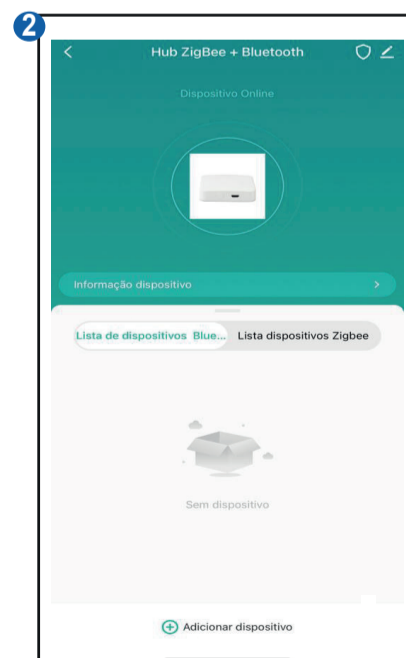 2
Hub ZigBee + Bluetooth
Dispositivo Online
Informação dispositivo
Lista de dispositivos Blue... Lista dispositivos Zigbee
Sem dispositivo
Adicionar dispositivo